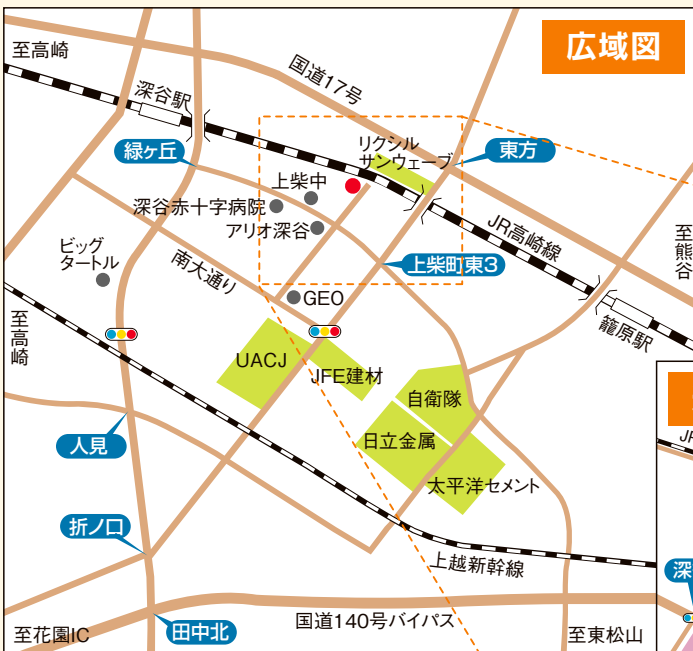 広域図
至高崎
国道17号
深谷駅
リクシル
サンウェーブ
東方
緑ヶ丘
上柴中
深谷赤十字病院
アリオ深谷
JR高崎線
至熊谷
ビッグ
タートル
南大通り
上柴町東3
GEO
籠原駅
至高崎
UACJ
JFE建材
自衛隊
日立金属
太平洋セメント
人見
JR
折ノ口
上越新幹線
深
国道140号バイパス
至花園IC
田中北
至東松山